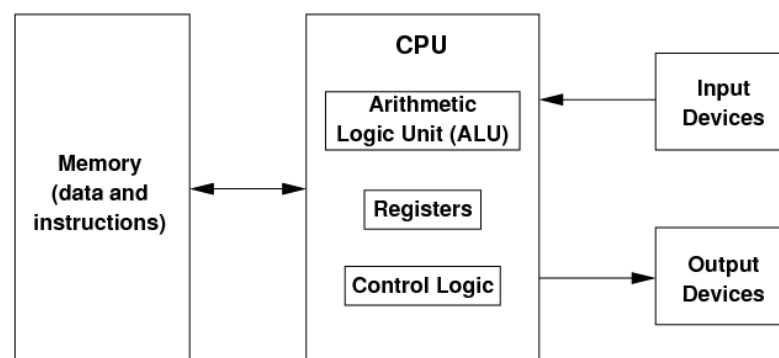 Memory
(data and
instructions)
CPU
Arithmetic
Logic Unit (ALU)
Registers
Control Logic
Input
Devices
Output
Devices